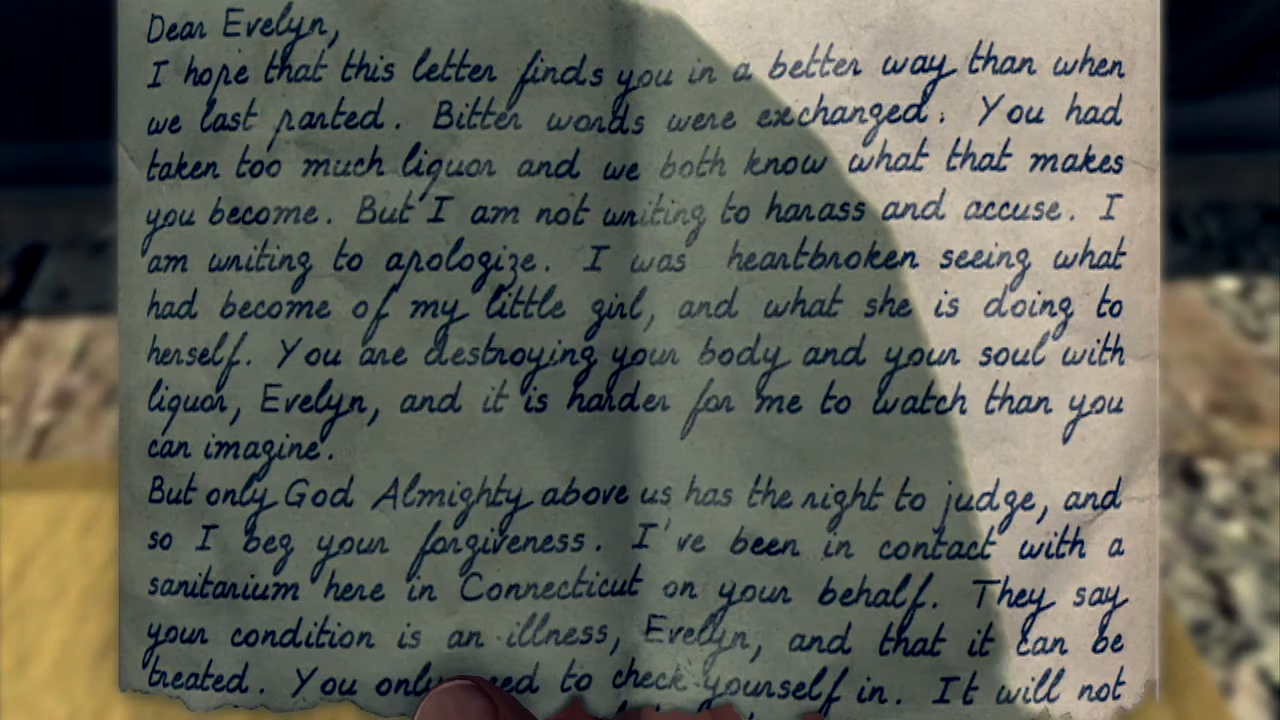 Dear Evelyn,
I hope that this letter finds you in a better way than when
we last parted. Bitter words were exchanged. You had
taken too much liquor and we both know what that makes
you become. But I am not writing to harass and accuse. I
am writing to apologize. I was heartbroken seeing what
had become of my little girl, and what she is doing to
herself. You are destroying your body and your soul with
liquor, Evelyn, and it is harder for me to watch than you
can imagine.
But only God Almighty above us has the right to judge, and
so I beg your forgiveness. I've been in contact with a
sanitarium here in Connecticut on your behalf. They say
your condition is an illness, Evelyn, and that it can be
treated. You only need to check yourself in. It will not